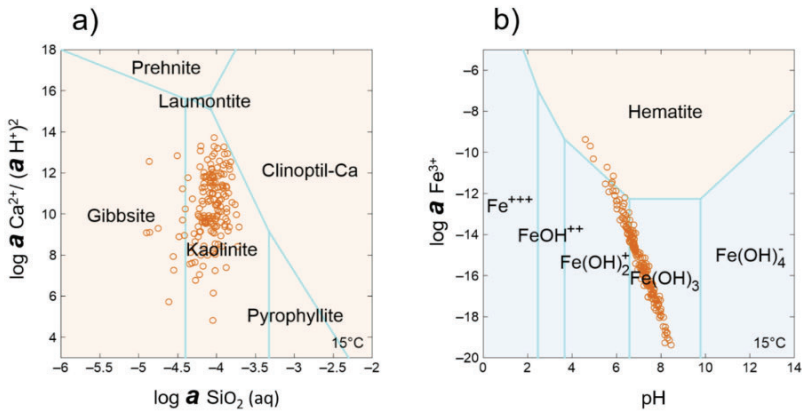 a)
18
16
14
12
10
8
6
4
log a Ca²⁺/ (a H⁺)²
Prehnite
Laumontite
Clinoptil-Ca
Gibbsite
Kaolinite
Pyrophyllite
15°C
−6 −5.5 −5 −4.5 −4 −3.5 −3 −2.5 −2
log a SiO₂ (aq)
b)
−6
−8
−10
−12
−14
−16
−18
−20
log a Fe³⁺
Hematite
Fe⁺⁺⁺
FeOH⁺⁺
Fe(OH)₂⁺
Fe(OH)₃
Fe(OH)₄⁻
15°C
0 2 4 6 8 10 12 14
pH